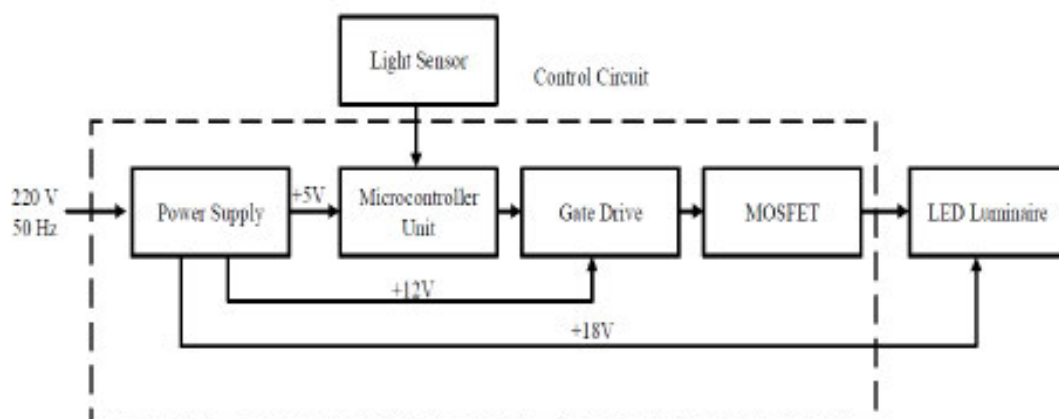 Light Sensor
Control Circuit
220 V
50 Hz
Power Supply
+5V
Microcontroller
Unit
Gate Drive
MOSFET
LED Luminaire
+12V
+18V